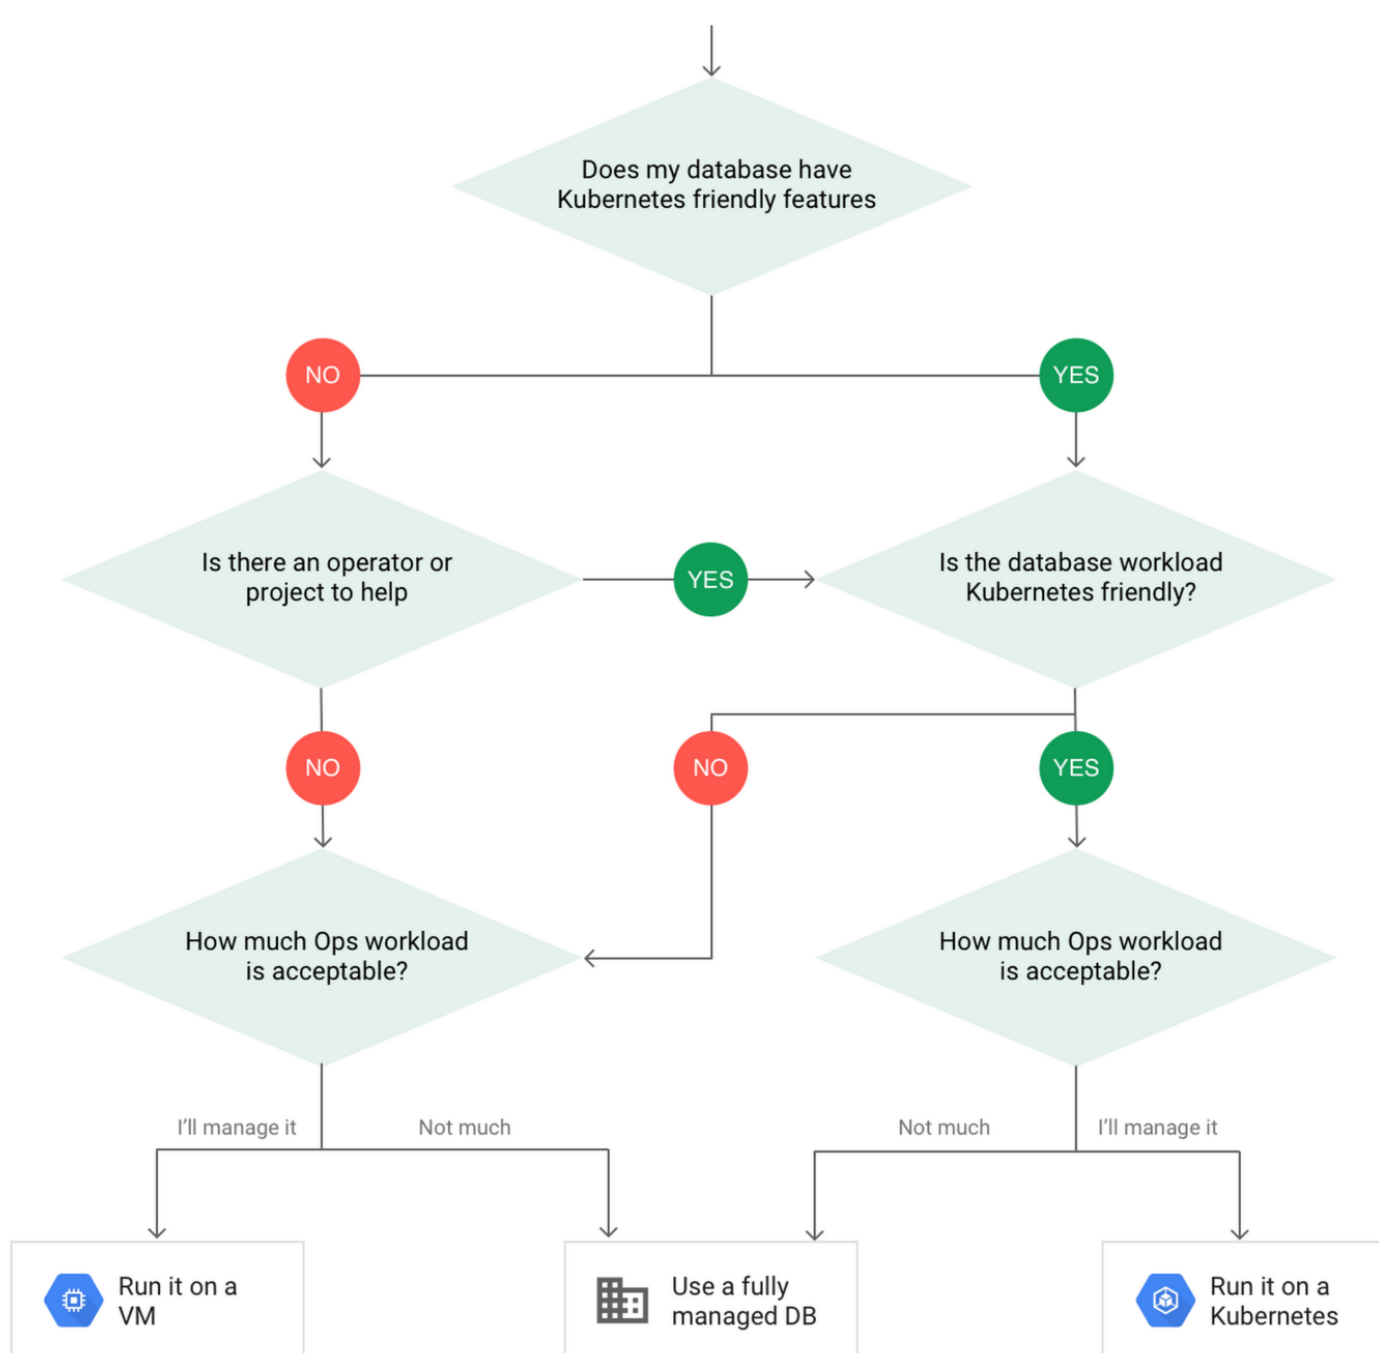 Does my database have
Kubernetes friendly features
NO
YES
Is there an operator or
project to help
YES
Is the database workload
Kubernetes friendly?
NO
NO
YES
How much Ops workload
is acceptable?
How much Ops workload
is acceptable?
I'll manage it
Not much
Not much
I'll manage it
Run it on a
VM
Use a fully
managed DB
Run it on a
Kubernetes